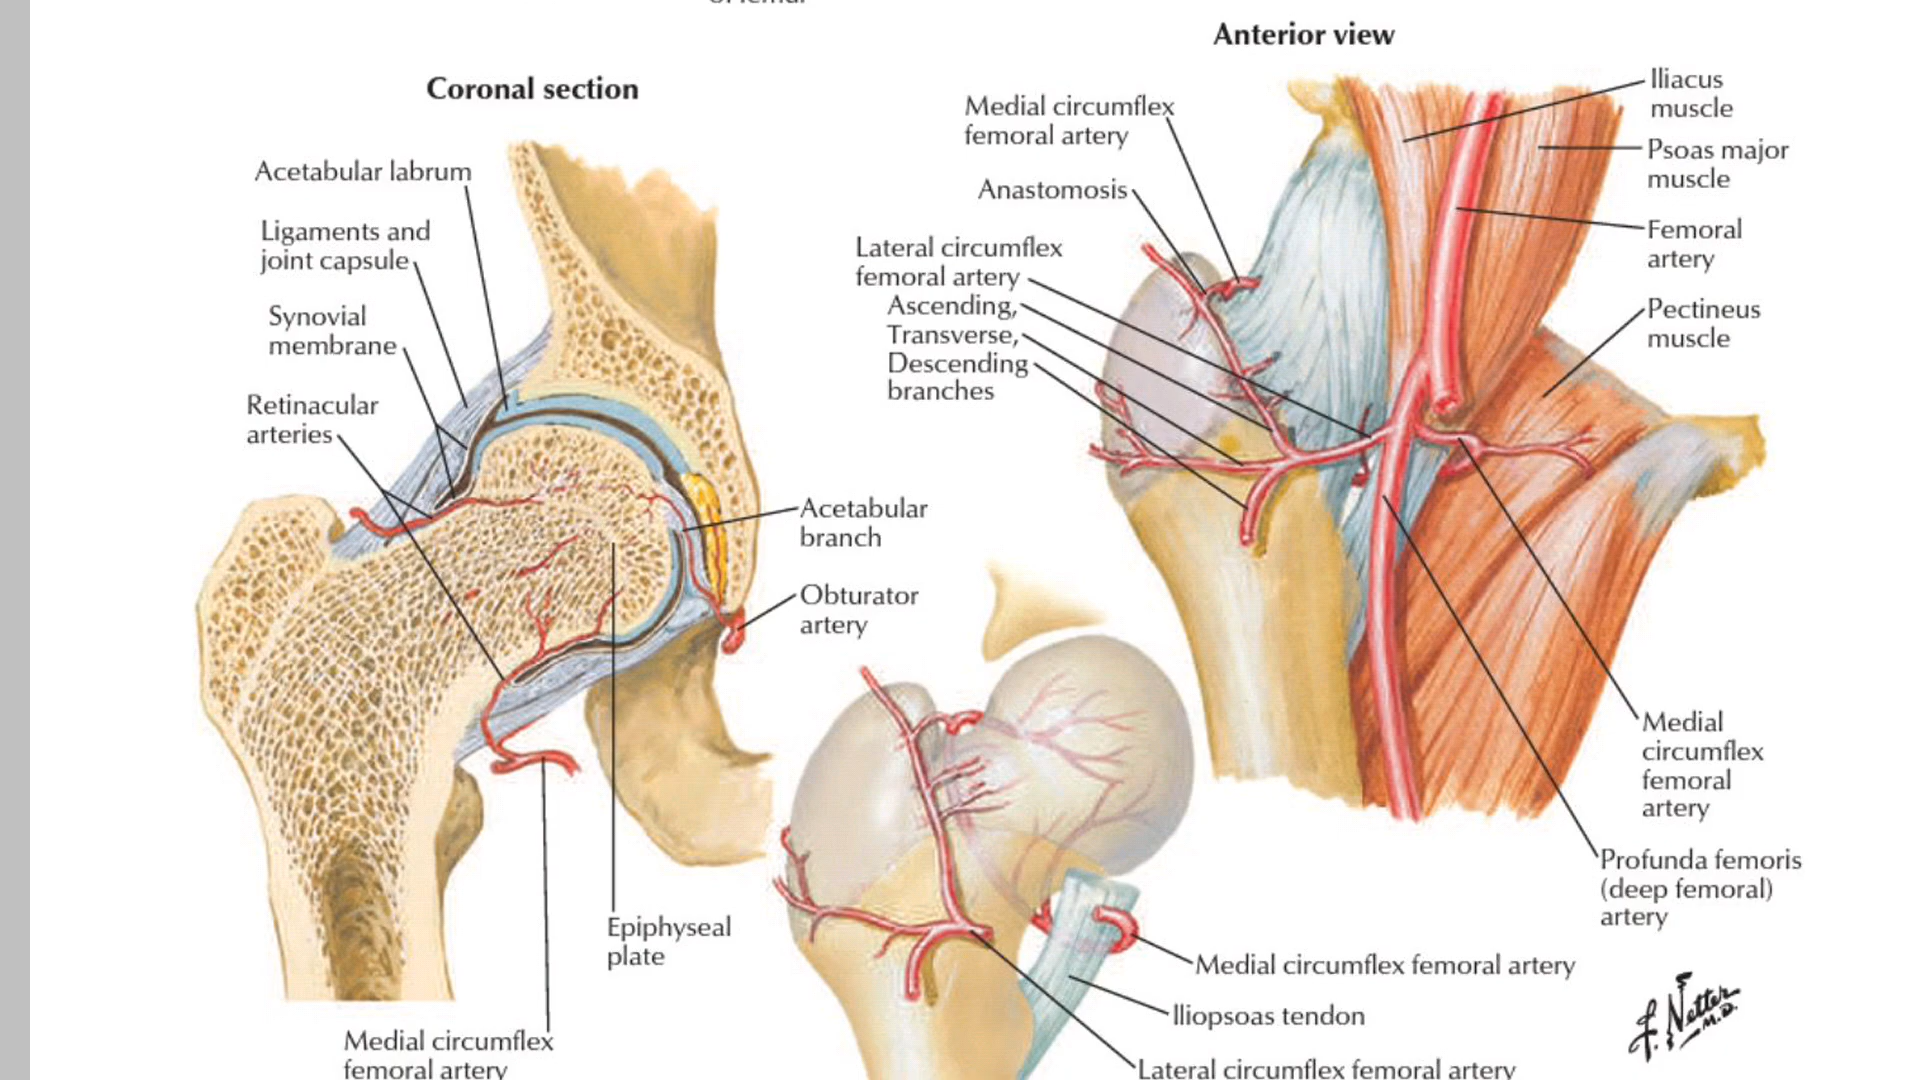 of femur
Coronal section
Acetabular labrum
Ligaments and
joint capsule
Synovial
membrane
Retinacular
arteries
Acetabular
branch
Obturator
artery
Epiphyseal
plate
Medial circumflex
femoral artery
Anterior view
Medial circumflex
femoral artery
Anastomosis
Lateral circumflex
femoral artery
Ascending,
Transverse,
Descending
branches
Iliacus
muscle
Psoas major
muscle
Femoral
artery
Pectineus
muscle
Medial
circumflex
femoral
artery
Profunda femoris
(deep femoral)
artery
Medial circumflex femoral artery
Iliopsoas tendon
Lateral circumflex femoral artery
F. Netter
M.D.